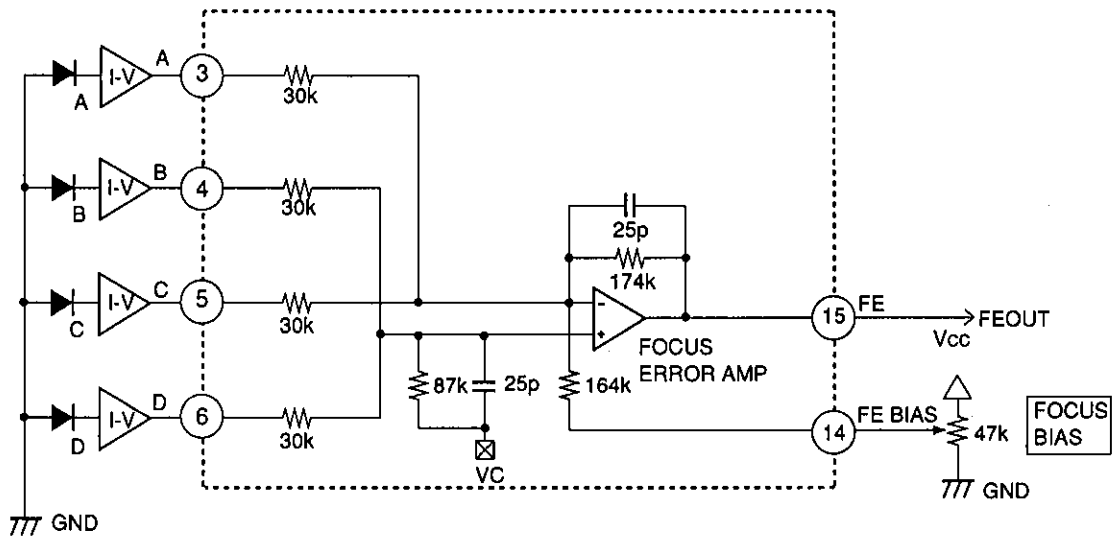 A
I-V
3
30k
A
B
I-V
4
30k
B
25p
174k
C
I-V
5
30k
C
-
+
15
FE
FEOUT
Vcc
FOCUS
ERROR AMP
87k
25p
164k
D
I-V
6
30k
D
14
FE BIAS
47k
FOCUS
BIAS
VC
GND
GND